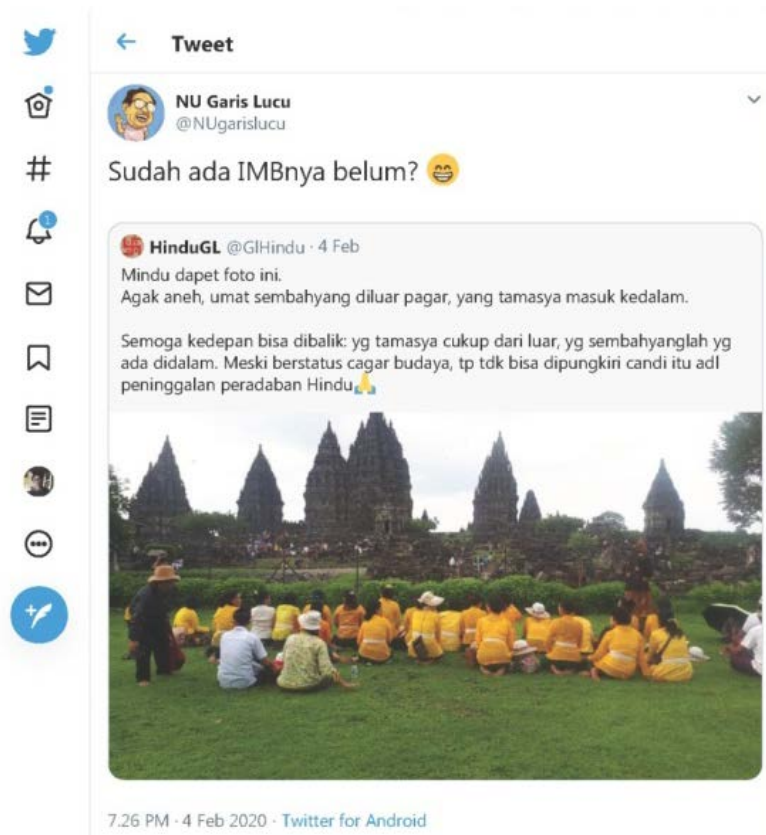 Tweet
NU Garis Lucu
@NUgarislucu
Sudah ada IMBnya belum? 😁
HinduGL @GlHindu · 4 Feb
Mindu dapet foto ini.
Agak aneh, umat sembahyang diluar pagar, yang tamasya masuk kedalam.
Semoga kedepan bisa dibalik: yg tamasya cukup dari luar, yg sembahyanglah yg
ada didalam. Meski berstatus cagar budaya, tp tdk bisa dipungkiri candi itu adl
peninggalan peradaban Hindu🙏
7.26 PM · 4 Feb 2020 · Twitter for Android
1